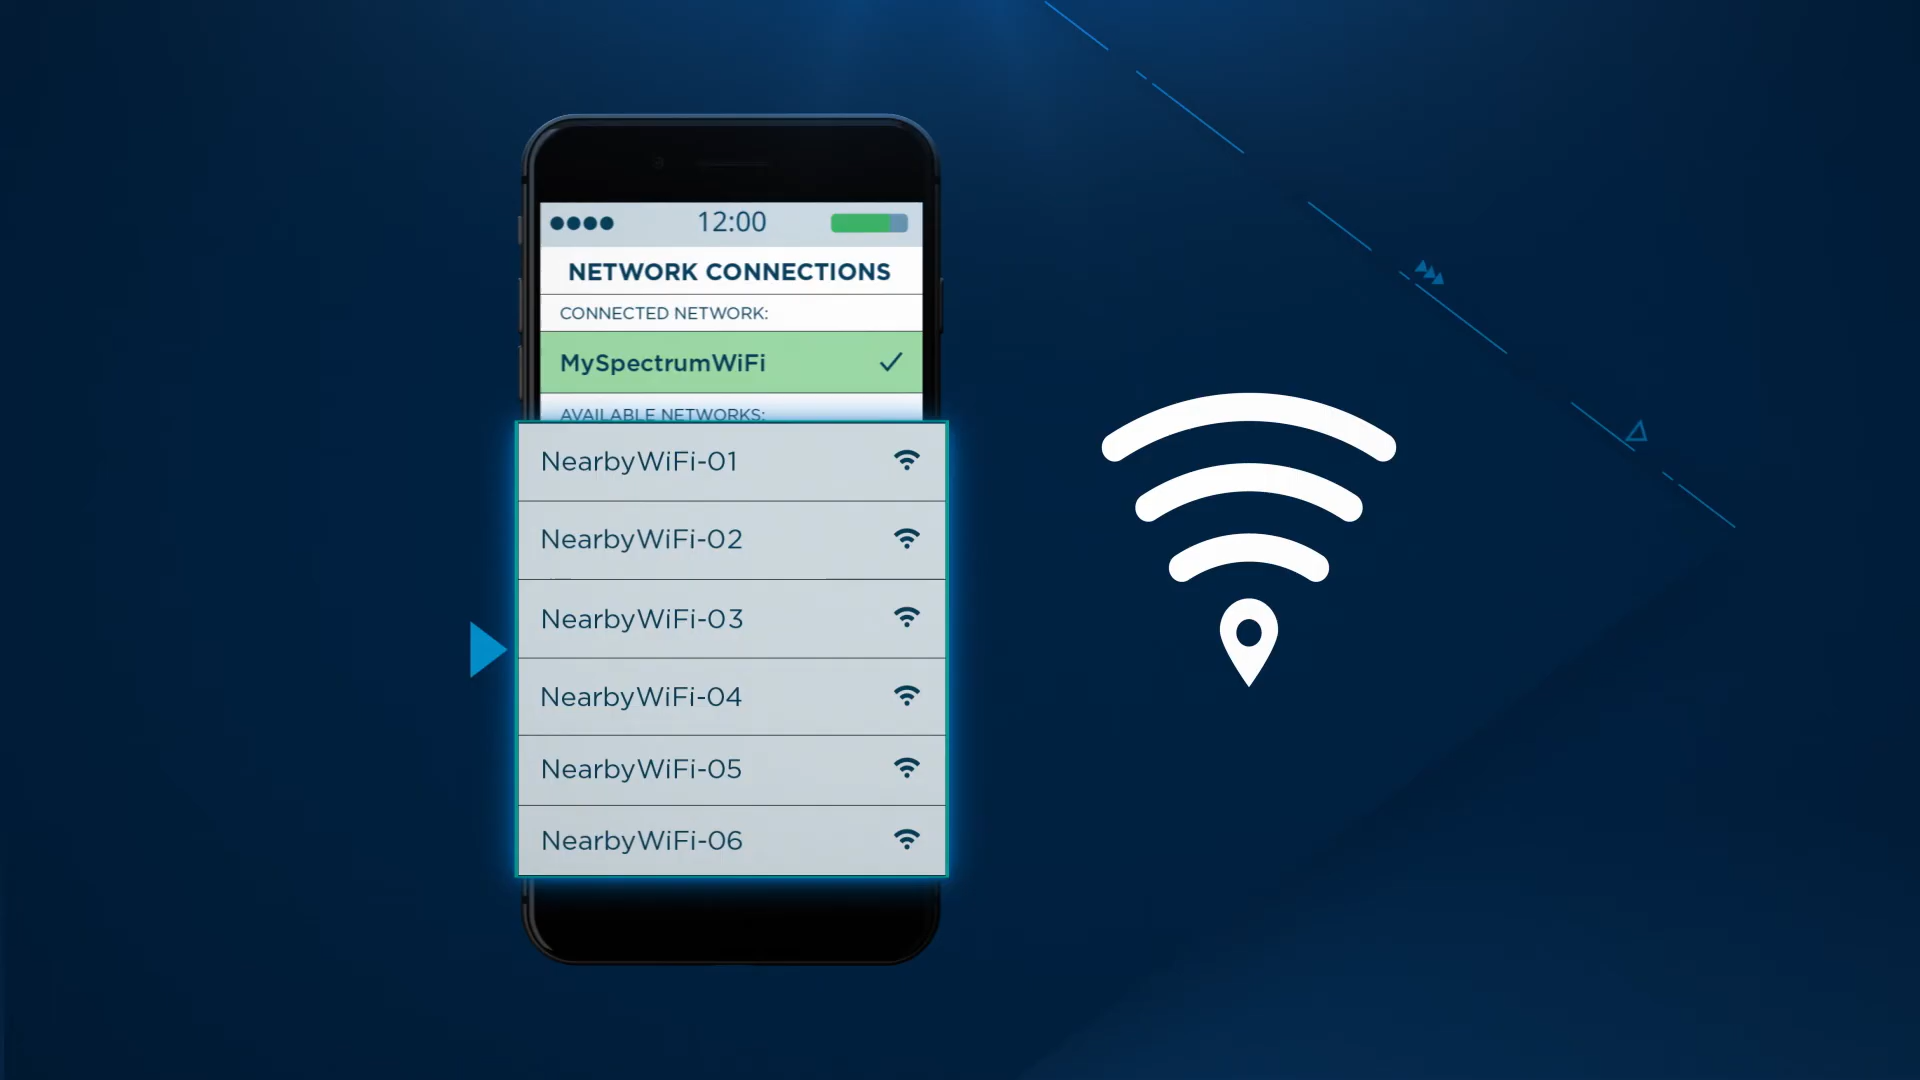 12:00
NETWORK CONNECTIONS
CONNECTED NETWORK:
MySpectrumWiFi
AVAILABLE NETWORKS:
NearbyWiFi-01
NearbyWiFi-02
NearbyWiFi-03
NearbyWiFi-04
NearbyWiFi-05
NearbyWiFi-06